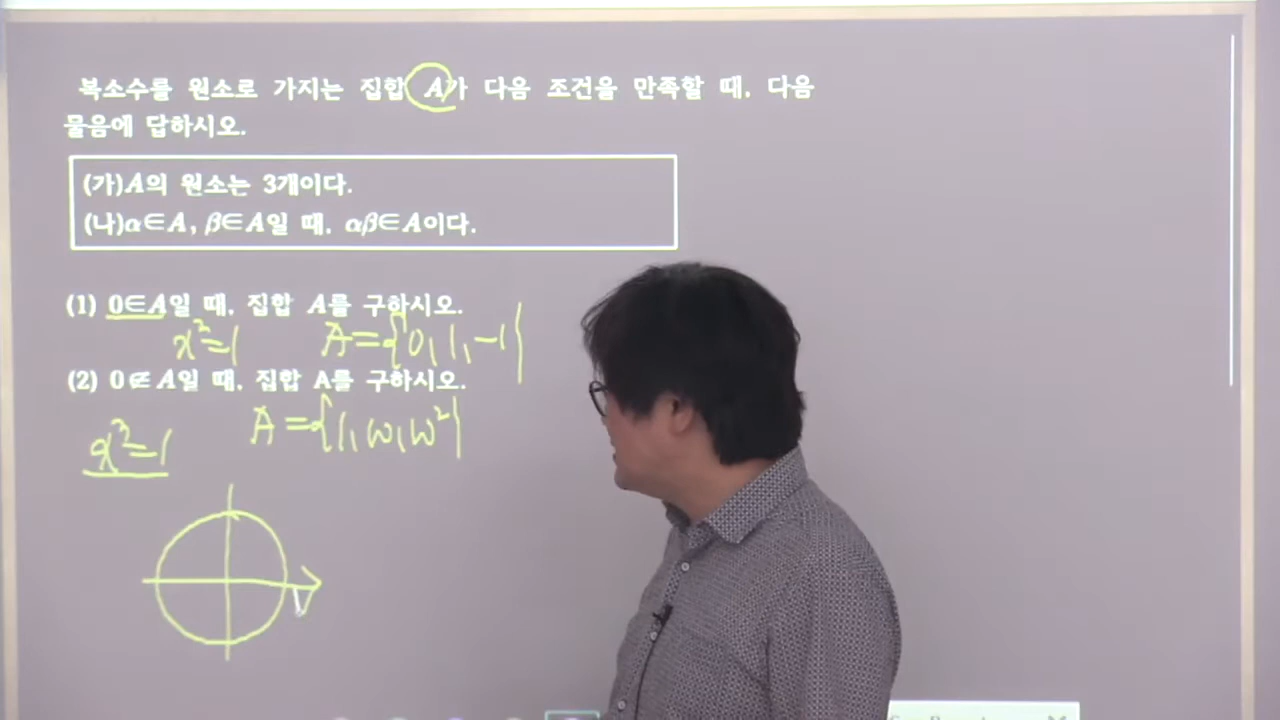 복소수를 원소로 가지는 집합 A가 다음 조건을 만족할 때, 다음
물음에 답하시오.
(가)A의 원소는 3개이다.
(나)α∈A, β∈A일 때, αβ∈A이다.
(1) 0∈A일 때, 집합 A를 구하시오.
x²=1 A={0, 1, -1}
(2) 0∉A일 때, 집합 A를 구하시오.
x³=1 A={1, ω, ω²}